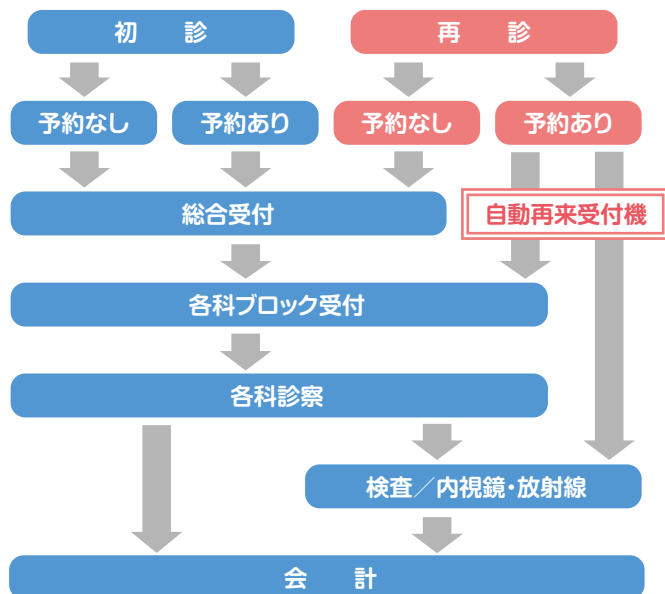 初　　診
再　　診
予約なし
予約あり
予約なし
予約あり
総合受付
自動再来受付機
各科ブロック受付
各科診察
検査／内視鏡・放射線
会　　計